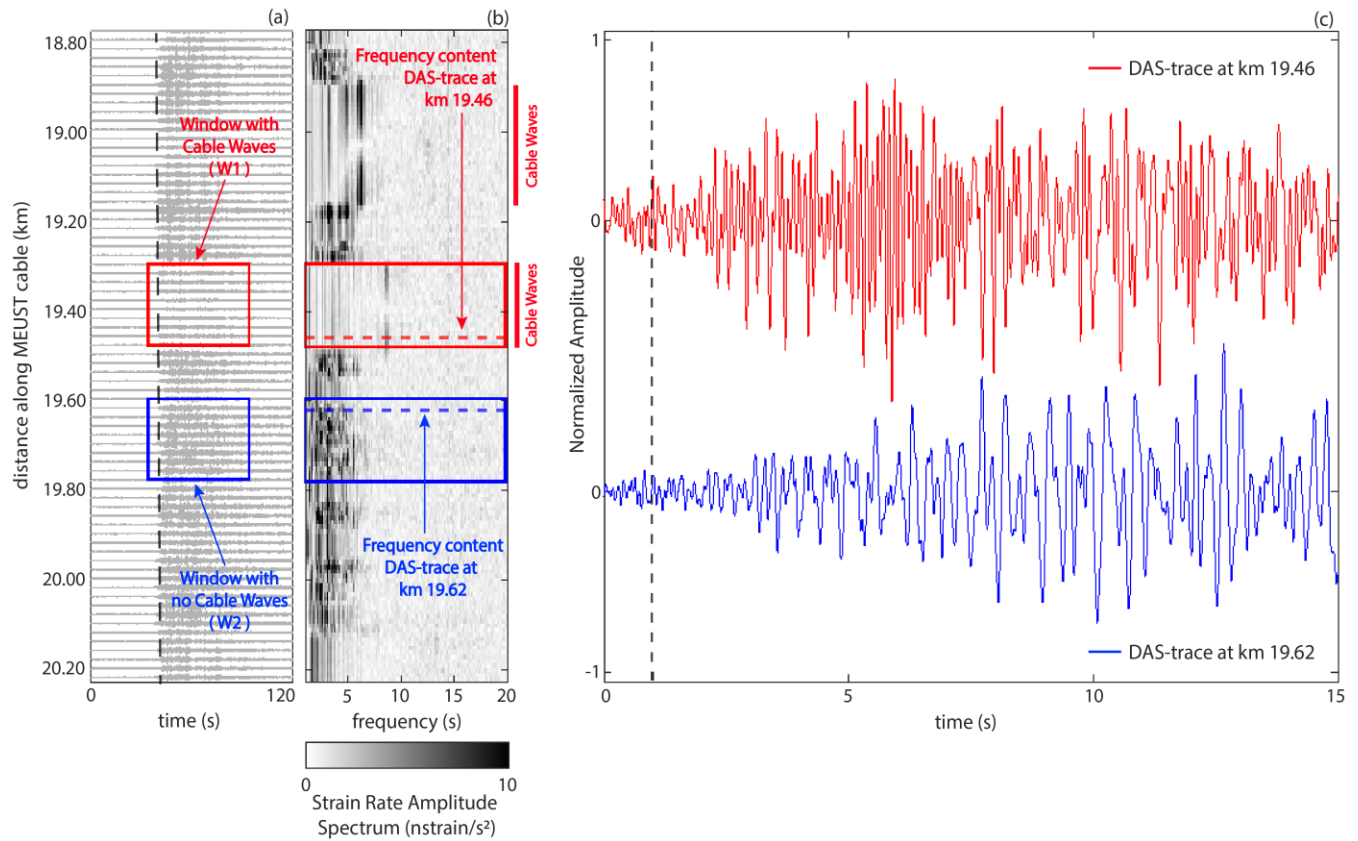 (a)
(b)
(c)
distance along MEUST cable (km)
18.80
19.00
19.20
19.40
19.60
19.80
20.00
20.20
Window with
Cable Waves
( W1 )
Window with
no Cable Waves
( W2 )
0
120
time (s)
Frequency content
DAS-trace at
km 19.46
Cable Waves
Cable Waves
Frequency content
DAS-trace at
km 19.62
5
10
15
20
frequency (s)
0
10
Strain Rate Amplitude
Spectrum (nstrain/s²)
Normalized Amplitude
1
0
0
-1
DAS-trace at km 19.46
DAS-trace at km 19.62
0
5
10
15
time (s)